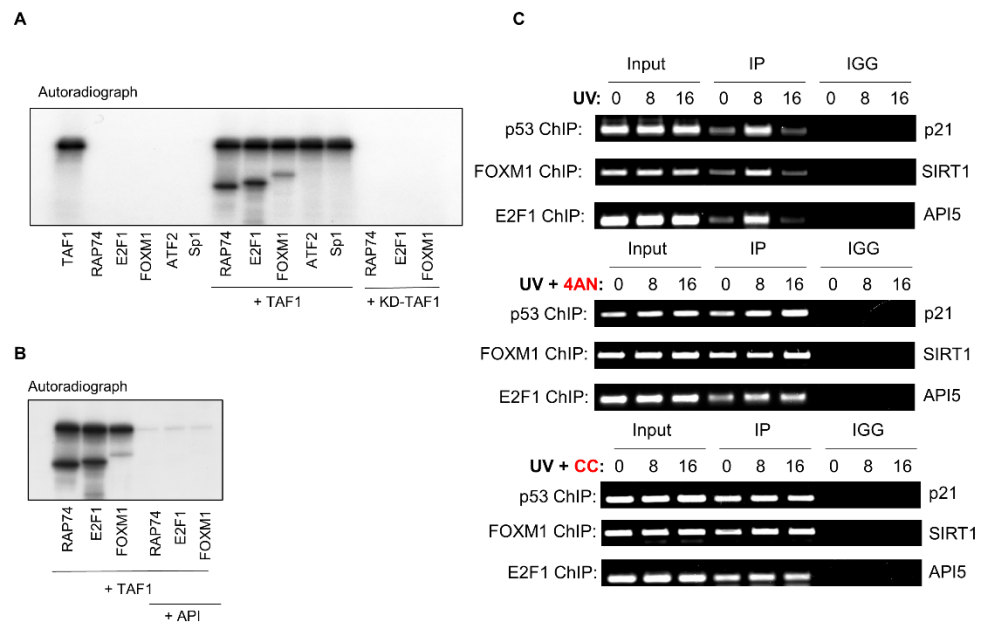 A
Autoradiograph
TAF1 RAP74 E2F1 FOXM1 ATF2 Sp1 RAP74 E2F1 FOXM1 ATF2 Sp1 RAP74 E2F1 FOXM1
+ TAF1 + KD-TAF1
B
Autoradiograph
RAP74 E2F1 FOXM1 RAP74 E2F1 FOXM1
+ TAF1
+ API
C
Input IP IGG
UV: 0 8 16 0 8 16 0 8 16
p53 ChIP: p21
FOXM1 ChIP: SIRT1
E2F1 ChIP: API5
Input IP IGG
UV + 4AN: 0 8 16 0 8 16 0 8 16
p53 ChIP: p21
FOXM1 ChIP: SIRT1
E2F1 ChIP: API5
Input IP IGG
UV + CC: 0 8 16 0 8 16 0 8 16
p53 ChIP: p21
FOXM1 ChIP: SIRT1
E2F1 ChIP: API5